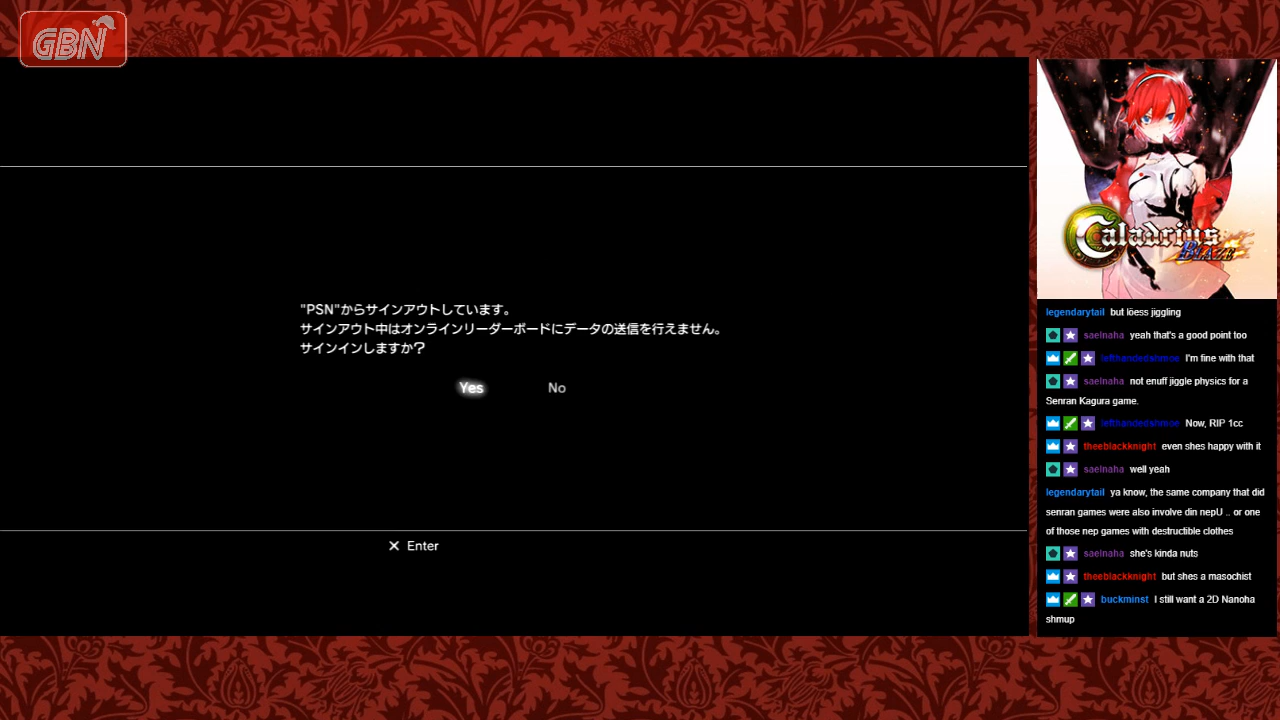 GBN
"PSN"からサインアウトしています。
サインアウト中はオンラインリーダーボードにデータの送信を行えません。
サインインしますか？
Yes No
✕ Enter
Caladrius
BLAZE
legendarytail but löess jiggling
saelnaha yeah that's a good point too
lefthandedshmoe I'm fine with that
saelnaha not enuff jiggle physics for a
Senran Kagura game.
lefthandedshmoe Now, RIP 1cc
theeblackknight even shes happy with it
saelnaha well yeah
legendarytail ya know, the same company that did
senran games were also involve din nepU .. or one
of those nep games with destructible clothes
saelnaha she's kinda nuts
theeblackknight but shes a masochist
buckminst I still want a 2D Nanoha
shmup